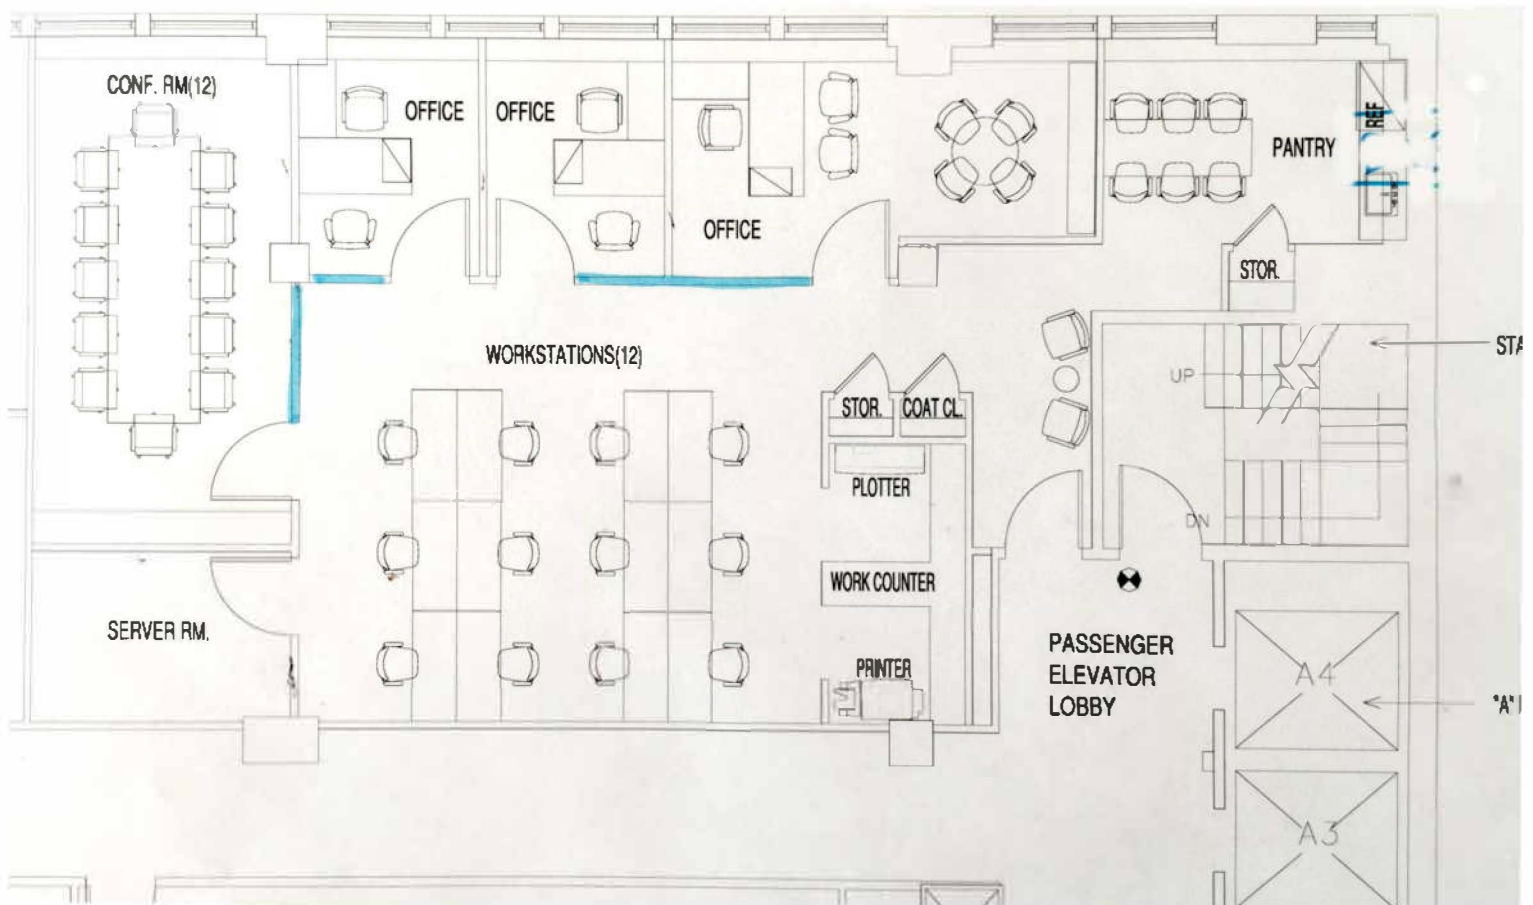 CONF. RM(12)
OFFICE
OFFICE
REF
PANTRY
OFFICE
STOR.
WORKSTATIONS(12)
UP
STOR.
COAT CL.
PLOTTER
DN
WORK COUNTER
SERVER RM.
PRINTER
PASSENGER
ELEVATOR
LOBBY
A4
"A"
A3